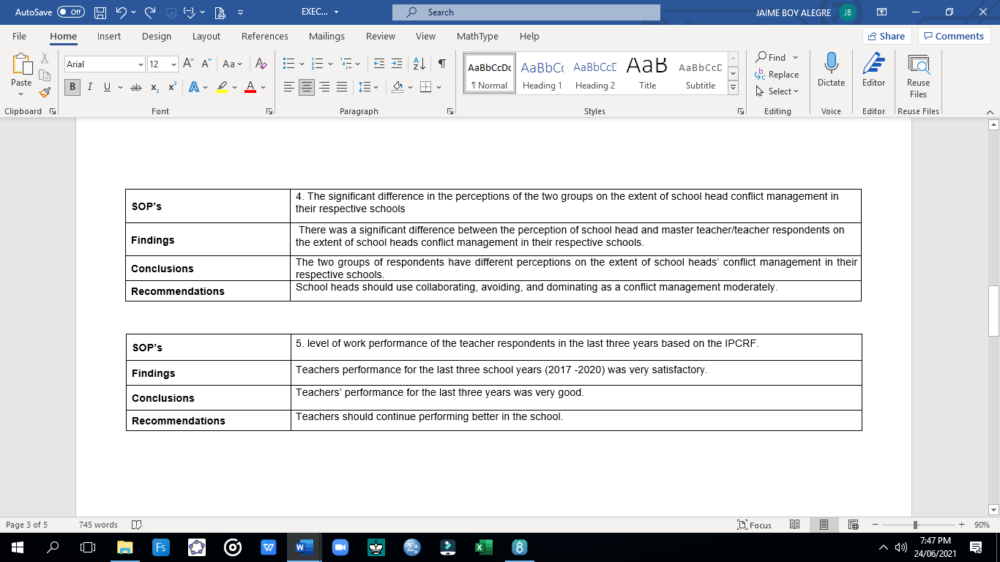 AutoSave Off EXEC... Search JAIME BOY ALEGRE JB
File Home Insert Design Layout References Mailings Review View MathType Help Share Comments
Paste Arial 12 Aa AaBbCcDc AaBbCc AaBbCcE AaB AaBbCcD Find Replace Select Dictate Editor Reuse Files
B I U ab x₂ x² A A ¶ Normal Heading 1 Heading 2 Title Subtitle
Clipboard Font Paragraph Styles Editing Voice Editor Reuse Files
SOP's
4. The significant difference in the perceptions of the two groups on the extent of school head conflict management in
their respective schools
Findings
There was a significant difference between the perception of school head and master teacher/teacher respondents on
the extent of school heads conflict management in their respective schools.
Conclusions
The two groups of respondents have different perceptions on the extent of school heads' conflict management in their
respective schools.
Recommendations
School heads should use collaborating, avoiding, and dominating as a conflict management moderately.
SOP's
5. level of work performance of the teacher respondents in the last three years based on the IPCRF.
Findings
Teachers performance for the last three school years (2017 -2020) was very satisfactory.
Conclusions
Teachers' performance for the last three years was very good.
Recommendations
Teachers should continue performing better in the school.
Page 3 of 5 745 words Focus 90%
7:47 PM
24/06/2021